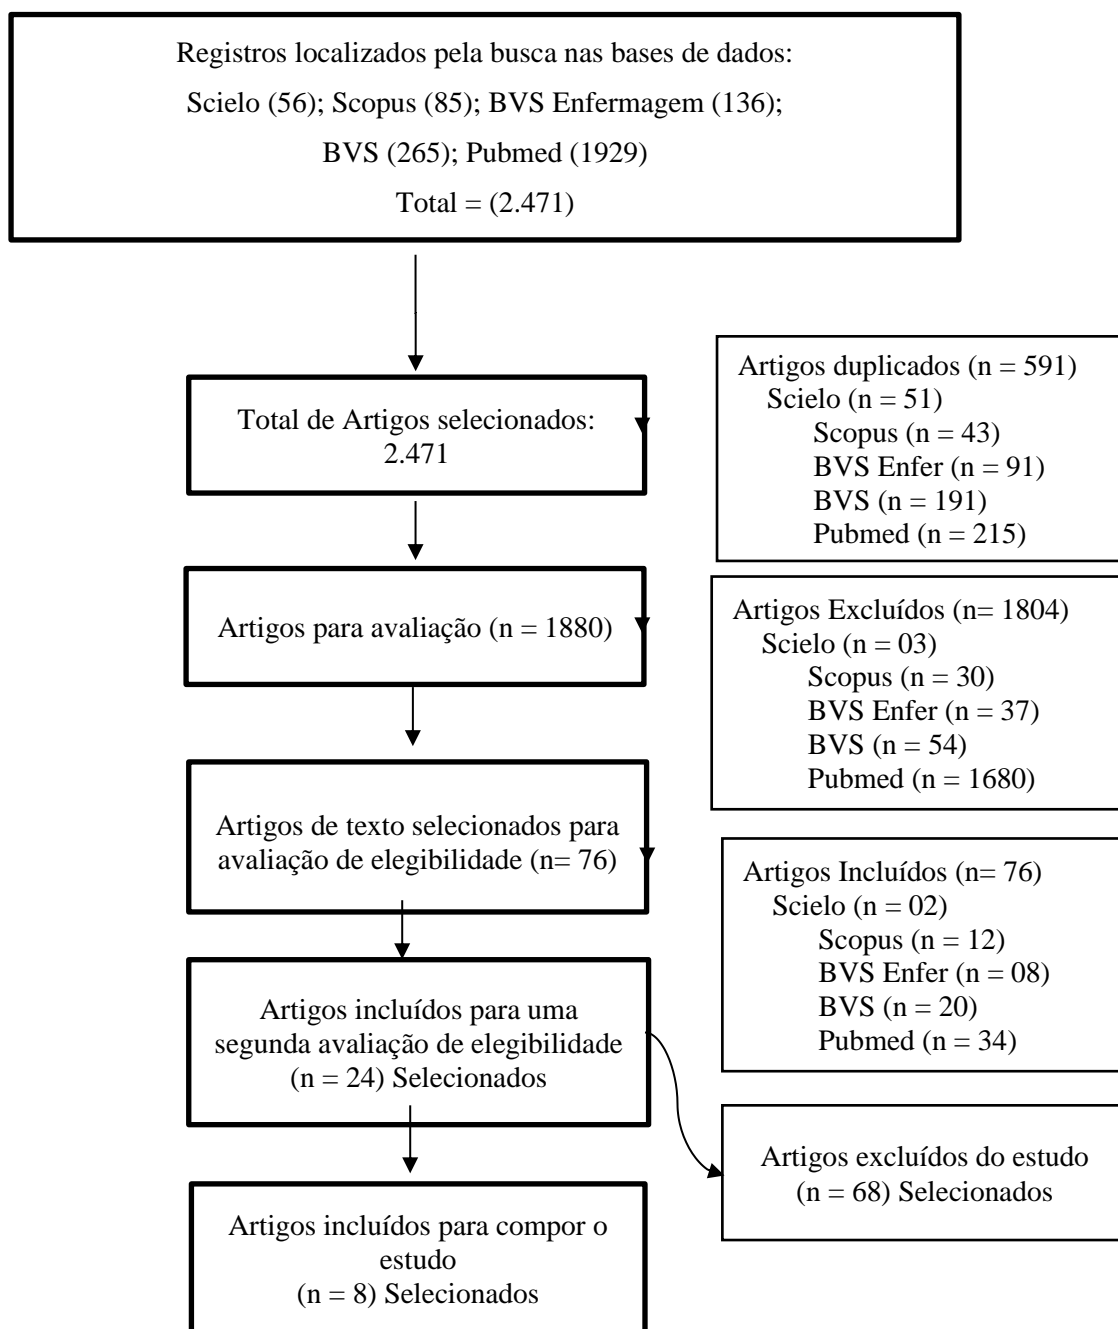 Registros localizados pela busca nas bases de dados:
Scielo (56); Scopus (85); BVS Enfermagem (136);
BVS (265); Pubmed (1929)
Total = (2.471)
Total de Artigos selecionados:
2.471
Artigos duplicados (n = 591)
Scielo (n = 51)
Scopus (n = 43)
BVS Enfer (n = 91)
BVS (n = 191)
Pubmed (n = 215)
Artigos para avaliação (n = 1880)
Artigos Excluídos (n= 1804)
Scielo (n = 03)
Scopus (n = 30)
BVS Enfer (n = 37)
BVS (n = 54)
Pubmed (n = 1680)
Artigos de texto selecionados para
avaliação de elegibilidade (n= 76)
Artigos Incluídos (n= 76)
Scielo (n = 02)
Scopus (n = 12)
BVS Enfer (n = 08)
BVS (n = 20)
Pubmed (n = 34)
Artigos incluídos para uma
segunda avaliação de elegibilidade
(n = 24) Selecionados
Artigos excluídos do estudo
(n = 68) Selecionados
Artigos incluídos para compor o
estudo
(n = 8) Selecionados